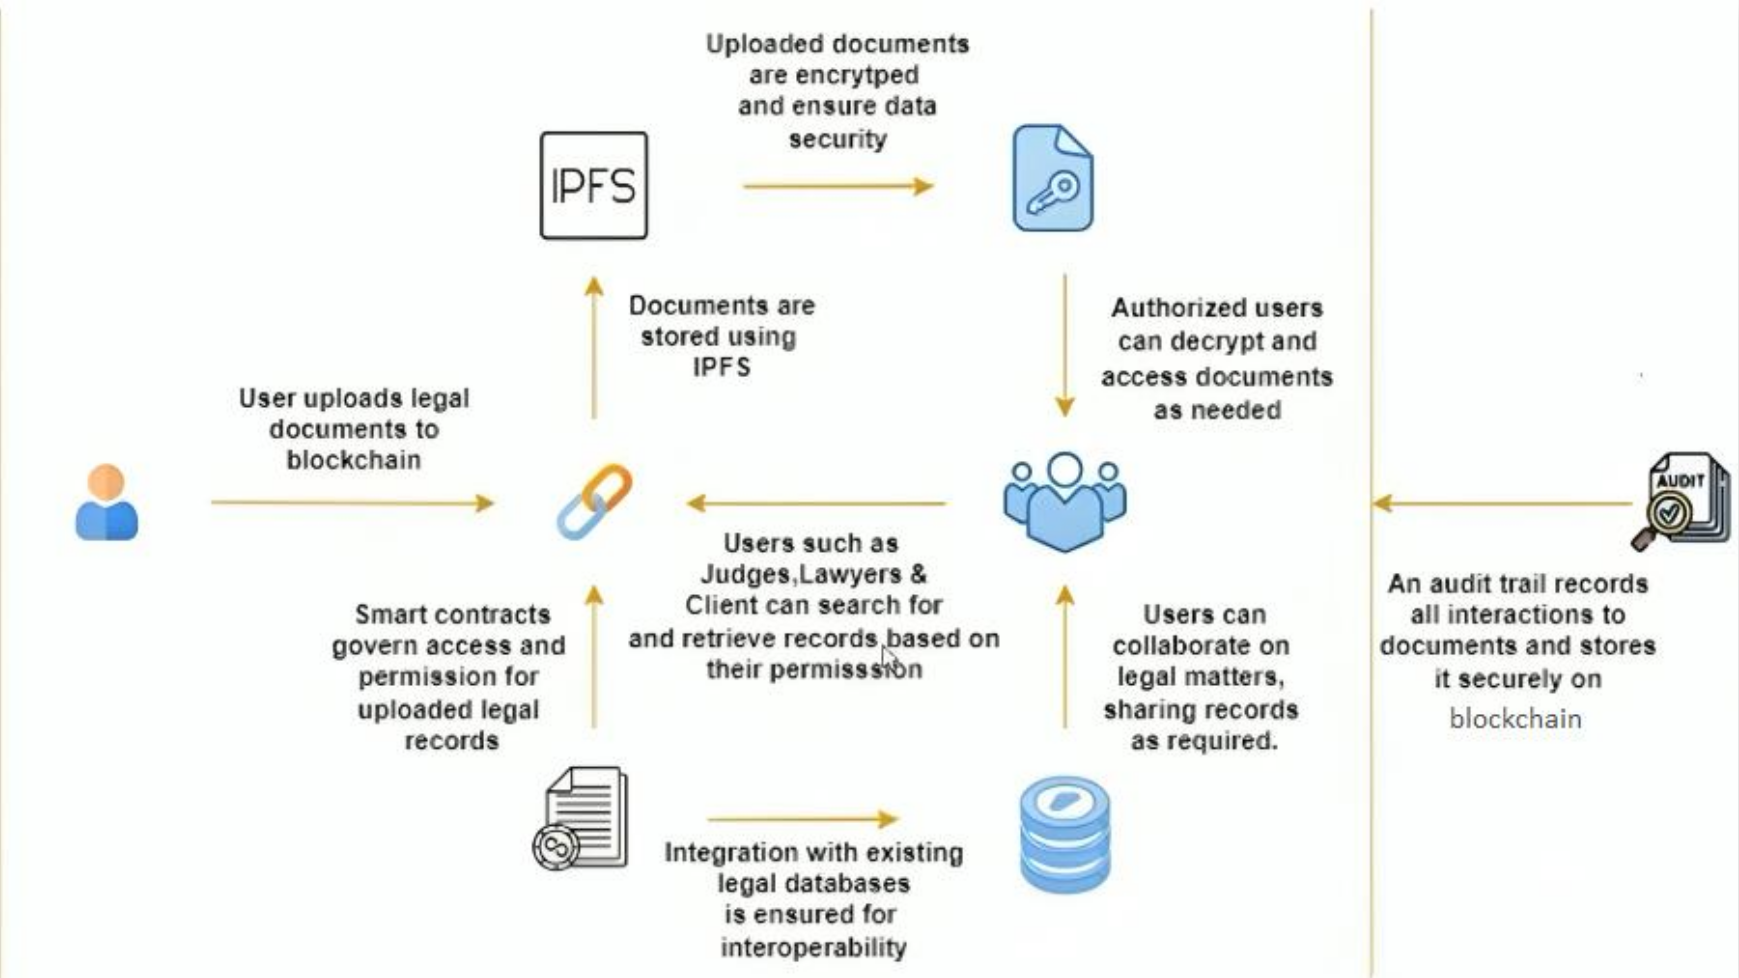 Uploaded documents
are encrytped
and ensure data
security
IPFS
Documents are
stored using
IPFS
Authorized users
can decrypt and
access documents
as needed
User uploads legal
documents to
blockchain
AUDIT
Users such as
Judges,Lawyers &
Client can search for
and retrieve records based on
their permisssion
Smart contracts
govern access and
permission for
uploaded legal
records
Users can
collaborate on
legal matters,
sharing records
as required.
An audit trail records
all interactions to
documents and stores
it securely on
blockchain
Integration with existing
legal databases
is ensured for
interoperability